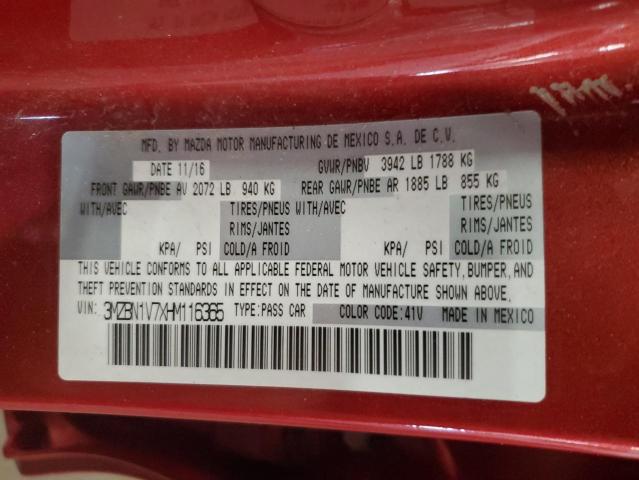 MFD. BY MAZDA MOTOR MANUFACTURING DE MEXICO S.A. DE C.V.
DATE 11/16 GVWR/PNBV 3942 LB 1788 KG
FRONT GAWR/PNBE AV 2072 LB 940 KG REAR GAWR/PNBE AR 1885 LB 855 KG
WITH/AVEC TIRES/PNEUS WITH/AVEC TIRES/PNEUS
RIMS/JANTES RIMS/JANTES
KPA/ PSI COLD/A FROID KPA/ PSI COLD/A FROID
THIS VEHICLE CONFORMS TO ALL APPLICABLE FEDERAL MOTOR VEHICLE SAFETY, BUMPER, AND
THEFT PREVENTION STANDARDS IN EFFECT ON THE DATE OF MANUFACTURE SHOWN ABOVE.
VIN: 3MZBN1V7XHM116365 TYPE:PASS CAR COLOR CODE:41V MADE IN MEXICO